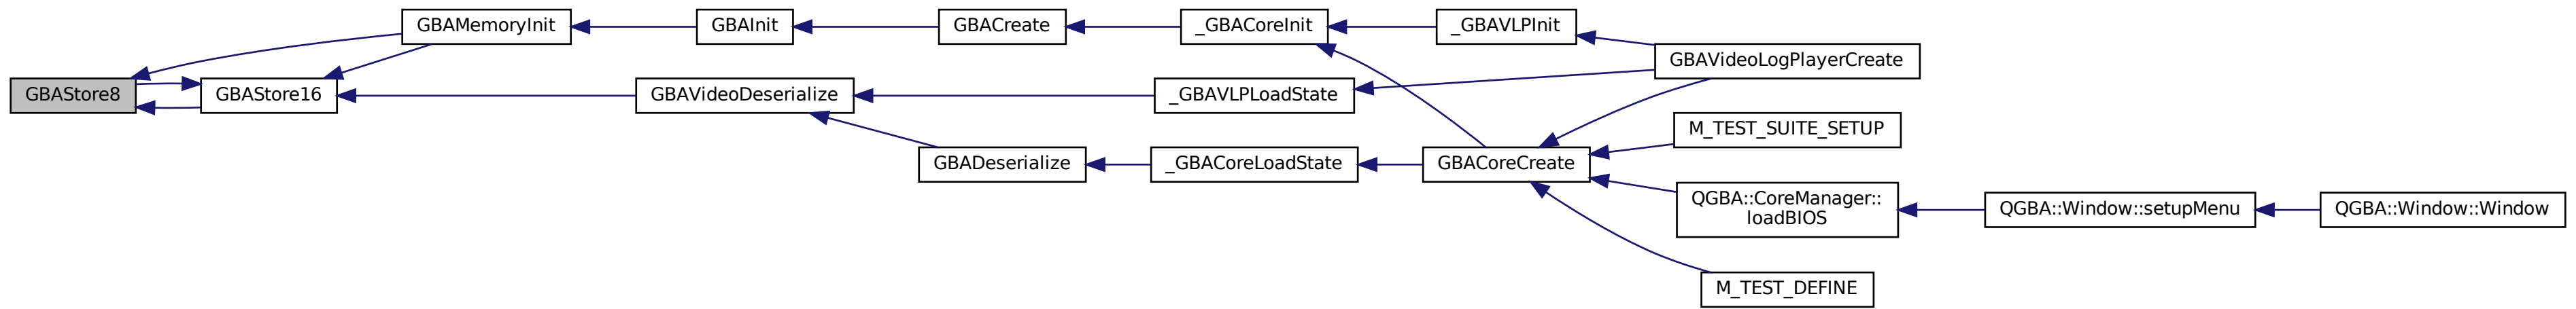 GBAMemoryInit
GBAInit
GBACreate
_GBACoreInit
_GBAVLPInit
GBAVideoLogPlayerCreate
GBAStore8
GBAStore16
GBAVideoDeserialize
_GBAVLPLoadState
M_TEST_SUITE_SETUP
GBADeserialize
_GBACoreLoadState
GBACoreCreate
QGBA::CoreManager::
loadBIOS
QGBA::Window::setupMenu
QGBA::Window::Window
M_TEST_DEFINE